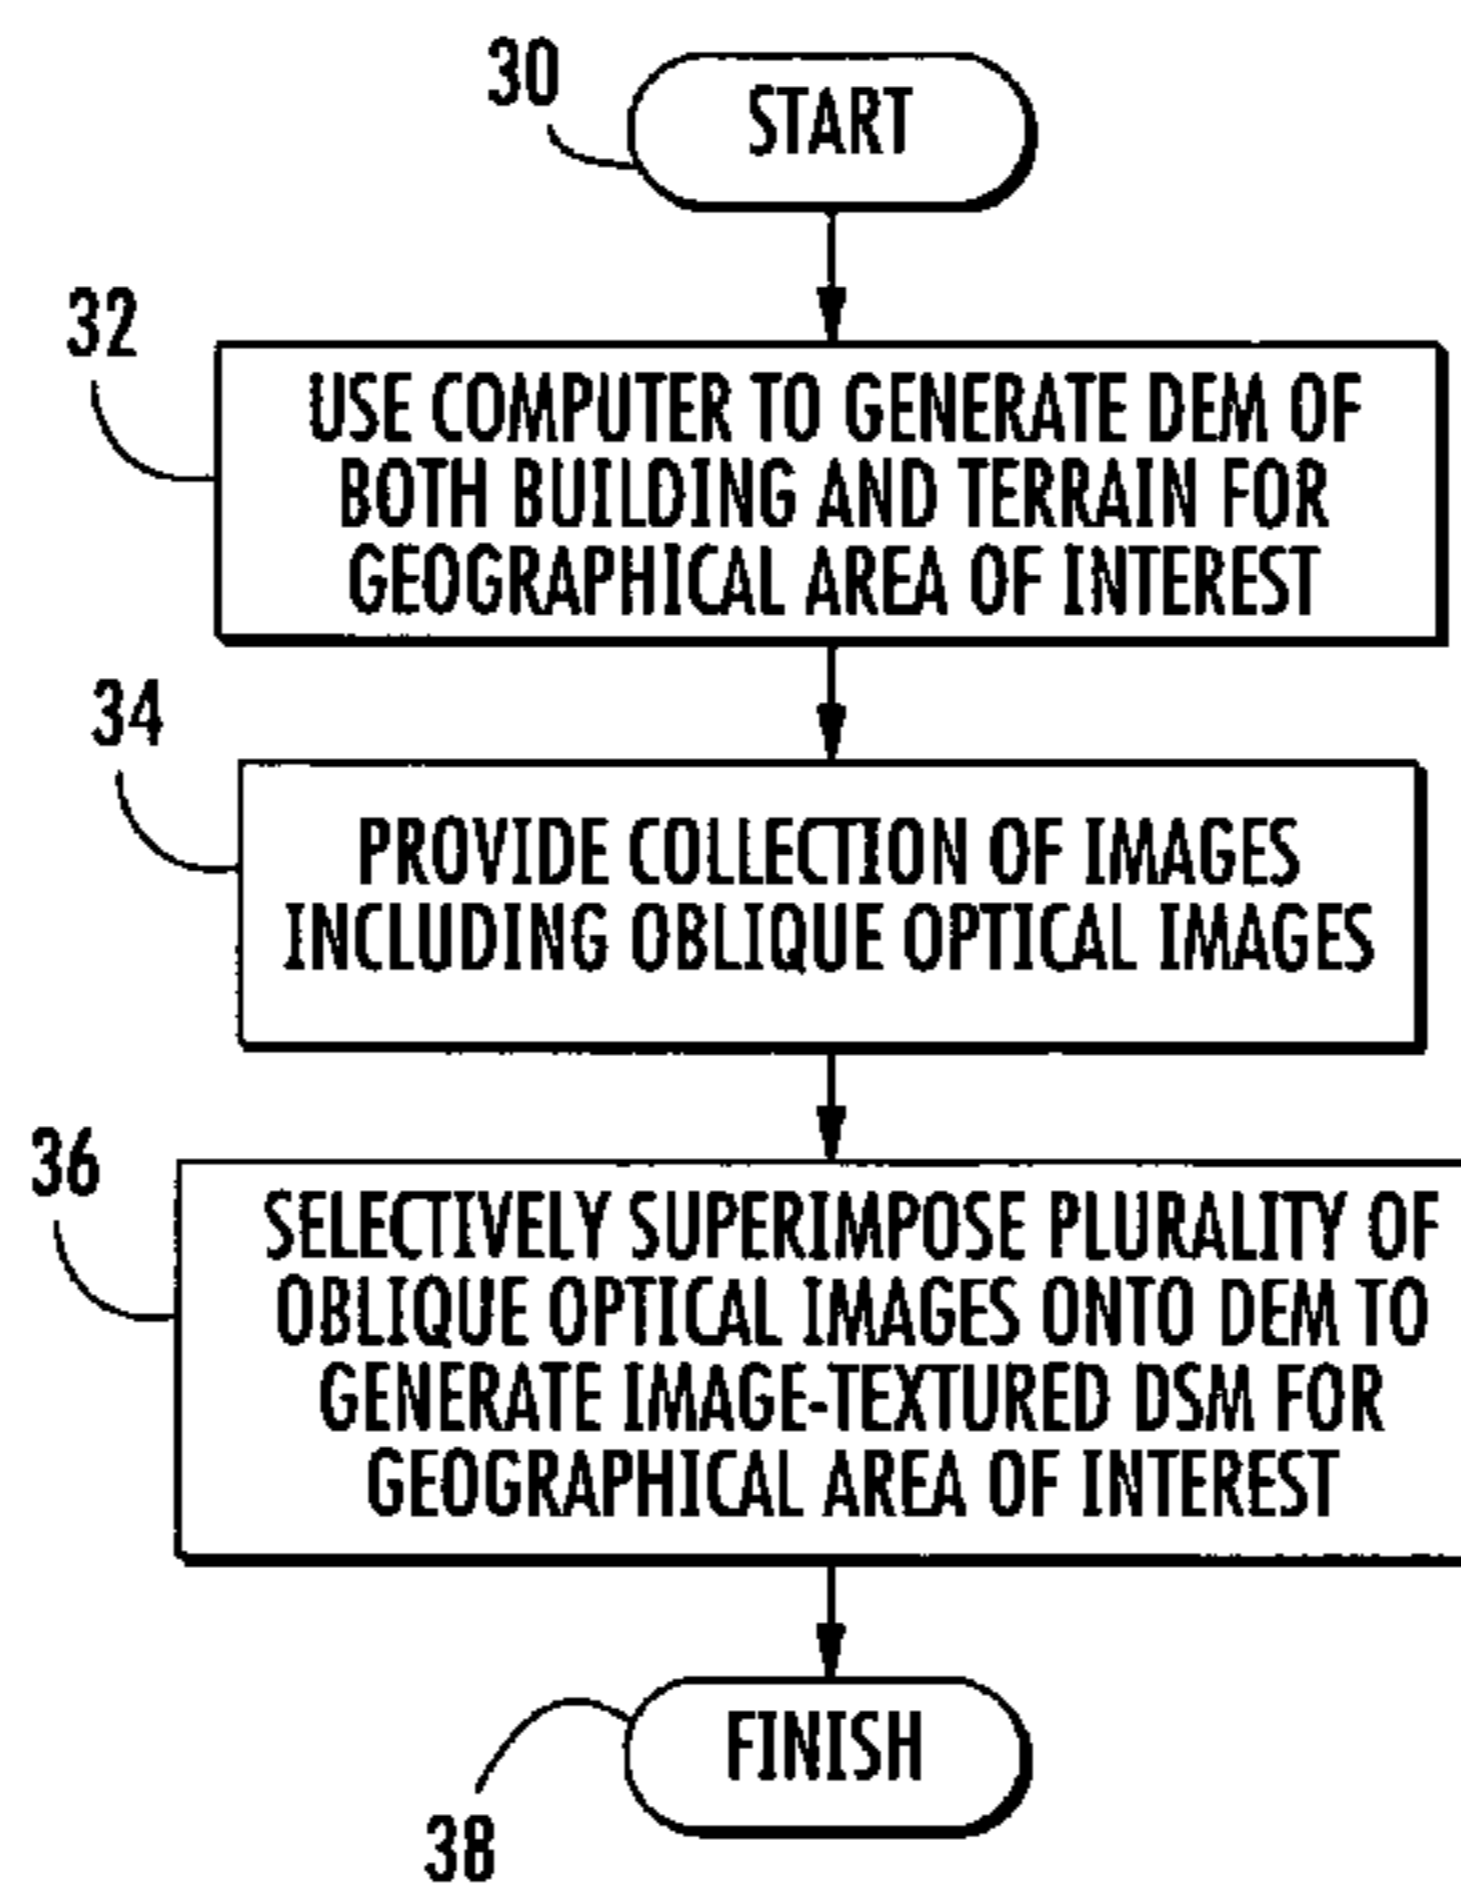 30
START
32
USE COMPUTER TO GENERATE DEM OF
BOTH BUILDING AND TERRAIN FOR
GEOGRAPHICAL AREA OF INTEREST
34
PROVIDE COLLECTION OF IMAGES
INCLUDING OBLIQUE OPTICAL IMAGES
36
SELECTIVELY SUPERIMPOSE PLURALITY OF
OBLIQUE OPTICAL IMAGES ONTO DEM TO
GENERATE IMAGE-TEXTURED DSM FOR
GEOGRAPHICAL AREA OF INTEREST
FINISH
38